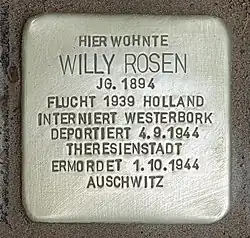 HIER WOHNTE
WILLY ROSEN
JG. 1894
FLUCHT 1939 HOLLAND
INTERNIERT WESTERBORK
DEPORTIERT 4.9.1944
THERESIENSTADT
ERMORDET 1.10.1944
AUSCHWITZ